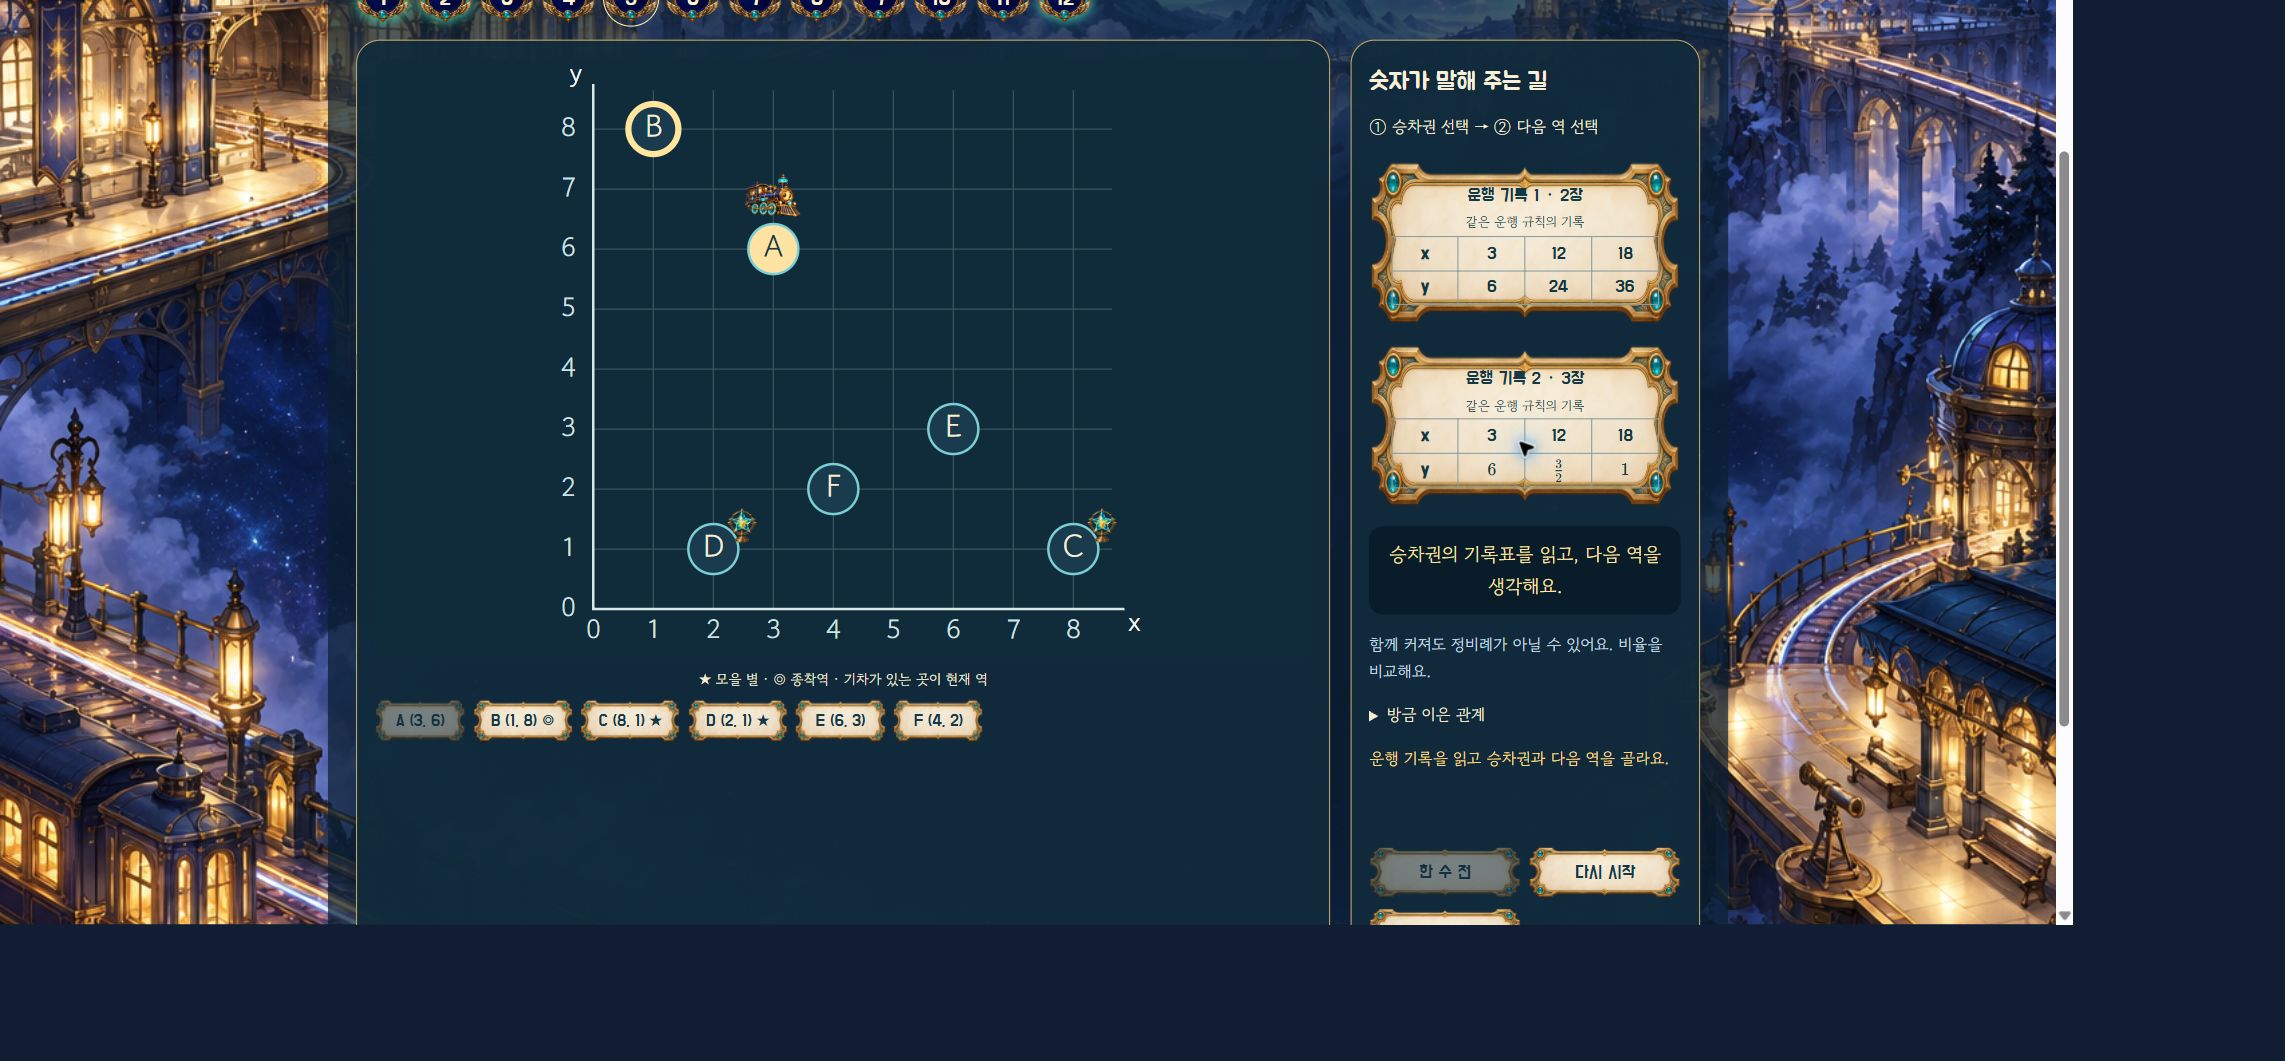 y
8
7
6
5
4
3
2
1
0
0 1 2 3 4 5 6 7 8 x
B
A
E
F
D
C
★ 모을 별 · ◎ 종착역 · 기차가 있는 곳이 현재 역
A (3, 6)
B (1, 8) ◎
C (8, 1) ★
D (2, 1) ★
E (6, 3)
F (4, 2)
숫자가 말해 주는 길
① 승차권 선택 → ② 다음 역 선택
운행 기록 1 · 2장
같은 운행 규칙의 기록
x 3 12 18
y 6 24 36
운행 기록 2 · 3장
같은 운행 규칙의 기록
x 3 12 18
y 6 3/2 1
승차권의 기록표를 읽고, 다음 역을
생각해요.
함께 커져도 정비례가 아닐 수 있어요. 비율을
비교해요.
▶ 방금 이은 관계
운행 기록을 읽고 승차권과 다음 역을 골라요.
한 수 전
다시 시작